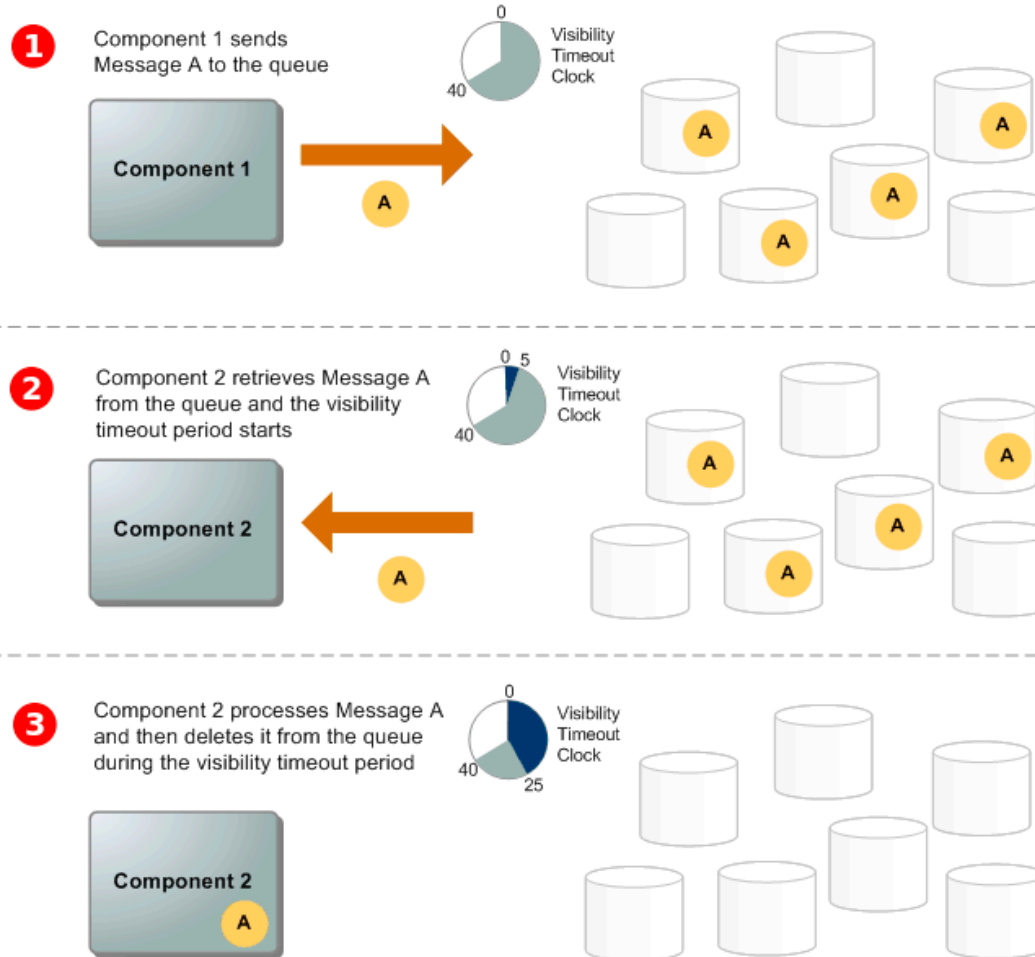 1
Component 1 sends
Message A to the queue
0
40
Visibility
Timeout
Clock
Component 1
A
A
A
A
A
2
Component 2 retrieves Message A
from the queue and the visibility
timeout period starts
0 5
40
Visibility
Timeout
Clock
Component 2
A
A
A
A
A
3
Component 2 processes Message A
and then deletes it from the queue
during the visibility timeout period
0
40
25
Visibility
Timeout
Clock
Component 2
A